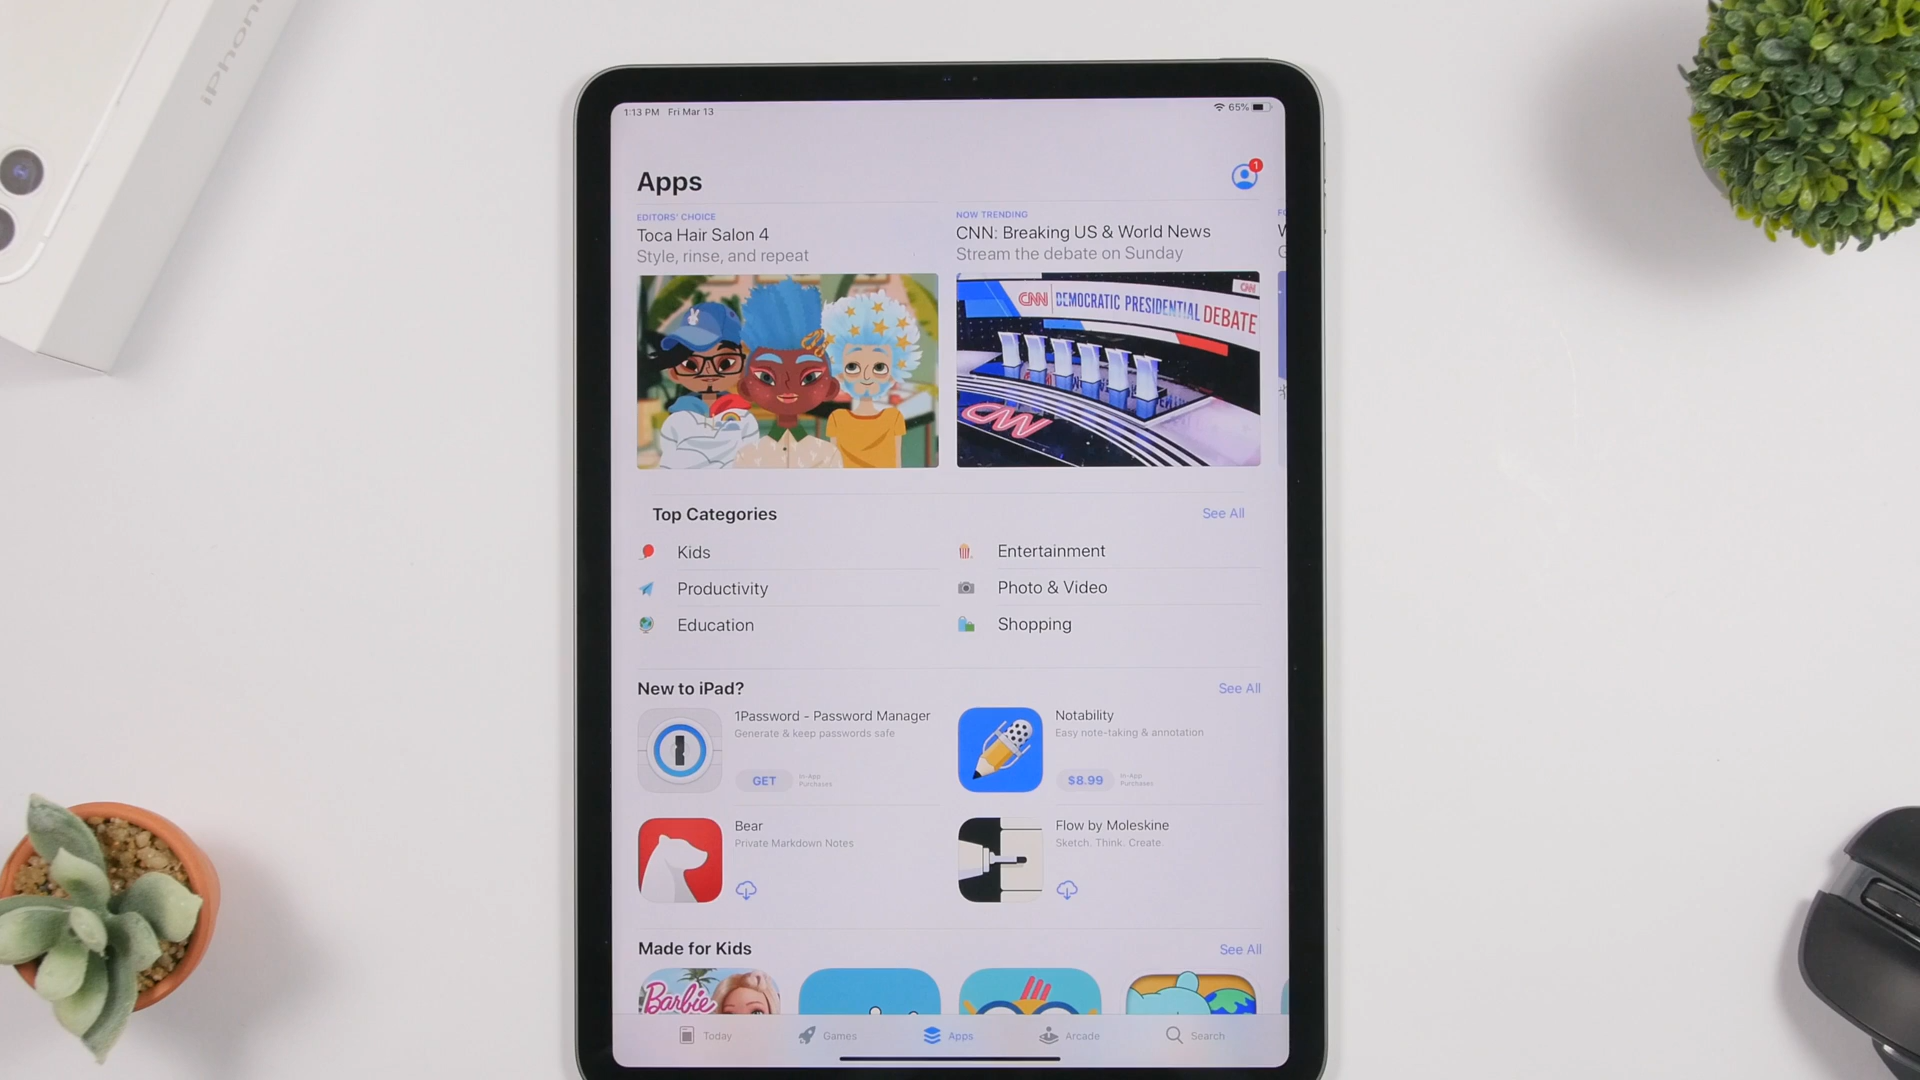 iPhone
1:13 PM Fri Mar 13
65%
Apps
1
EDITORS' CHOICE
Toca Hair Salon 4
Style, rinse, and repeat
NOW TRENDING
CNN: Breaking US & World News
Stream the debate on Sunday
CNN
CNN DEMOCRATIC PRESIDENTIAL DEBATE
CNN
Top Categories
See All
Kids
Entertainment
Productivity
Photo & Video
Education
Shopping
New to iPad?
See All
1Password - Password Manager
Generate & keep passwords safe
GET
In-App
Purchases
Notability
Easy note-taking & annotation
$8.99
In-App
Purchases
Bear
Private Markdown Notes
Flow by Moleskine
Sketch. Think. Create.
Made for Kids
See All
Barbie
Today
Games
Apps
Arcade
Search